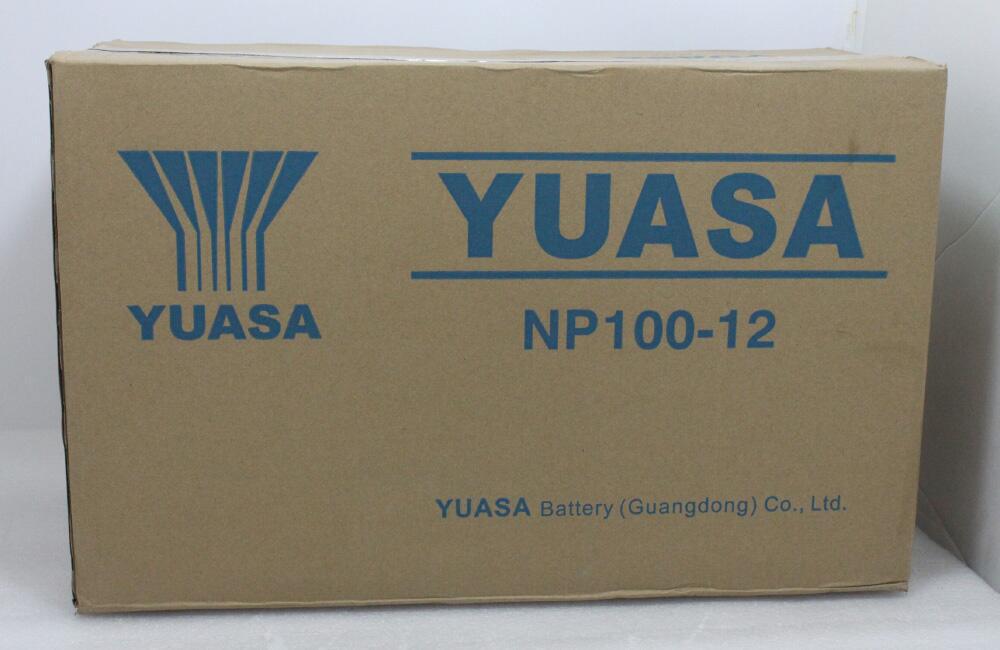 YUASA
YUASA
NP100-12
YUASA Battery (Guangdong) Co., Ltd.